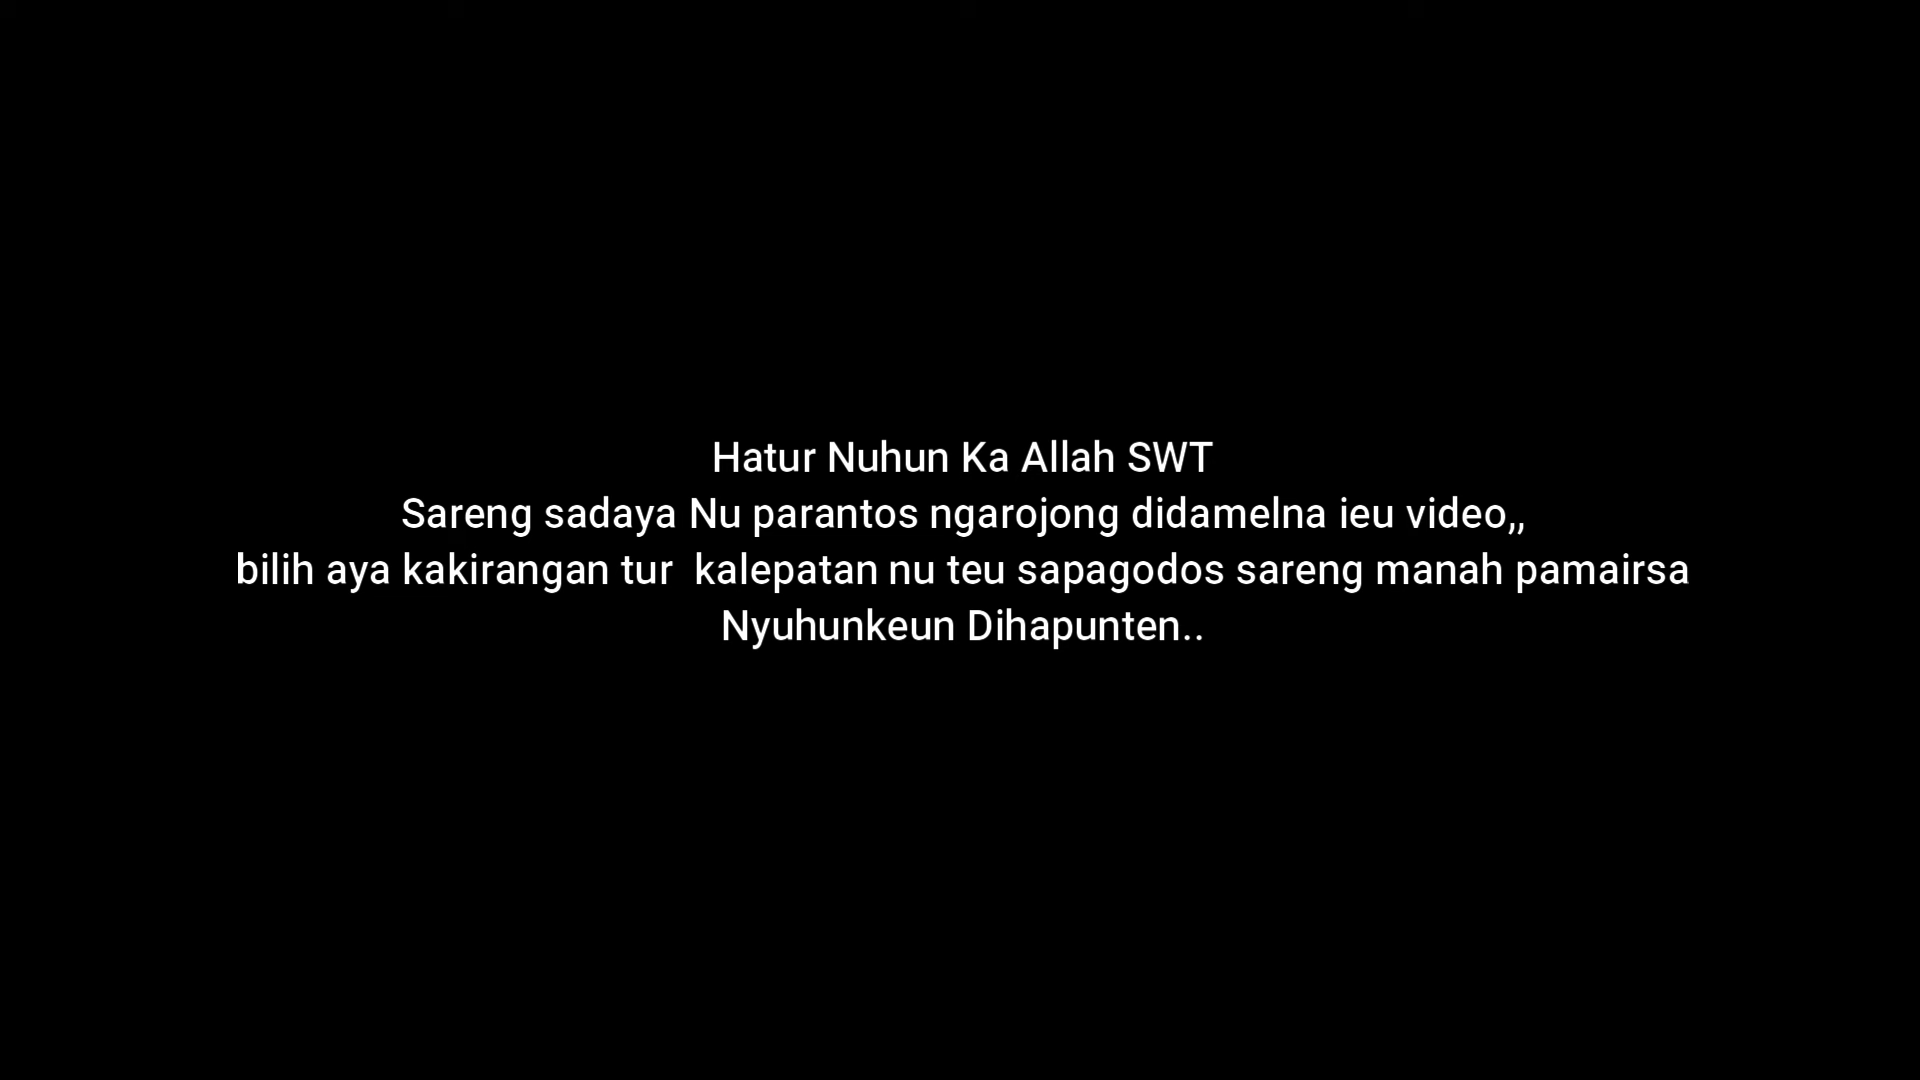 Hatur Nuhun Ka Allah SWT
Sareng sadaya Nu parantos ngarojong didamelna ieu video,,
bilih aya kakirangan tur  kalepatan nu teu sapagodos sareng manah pamairsa
Nyuhunkeun Dihapunten..